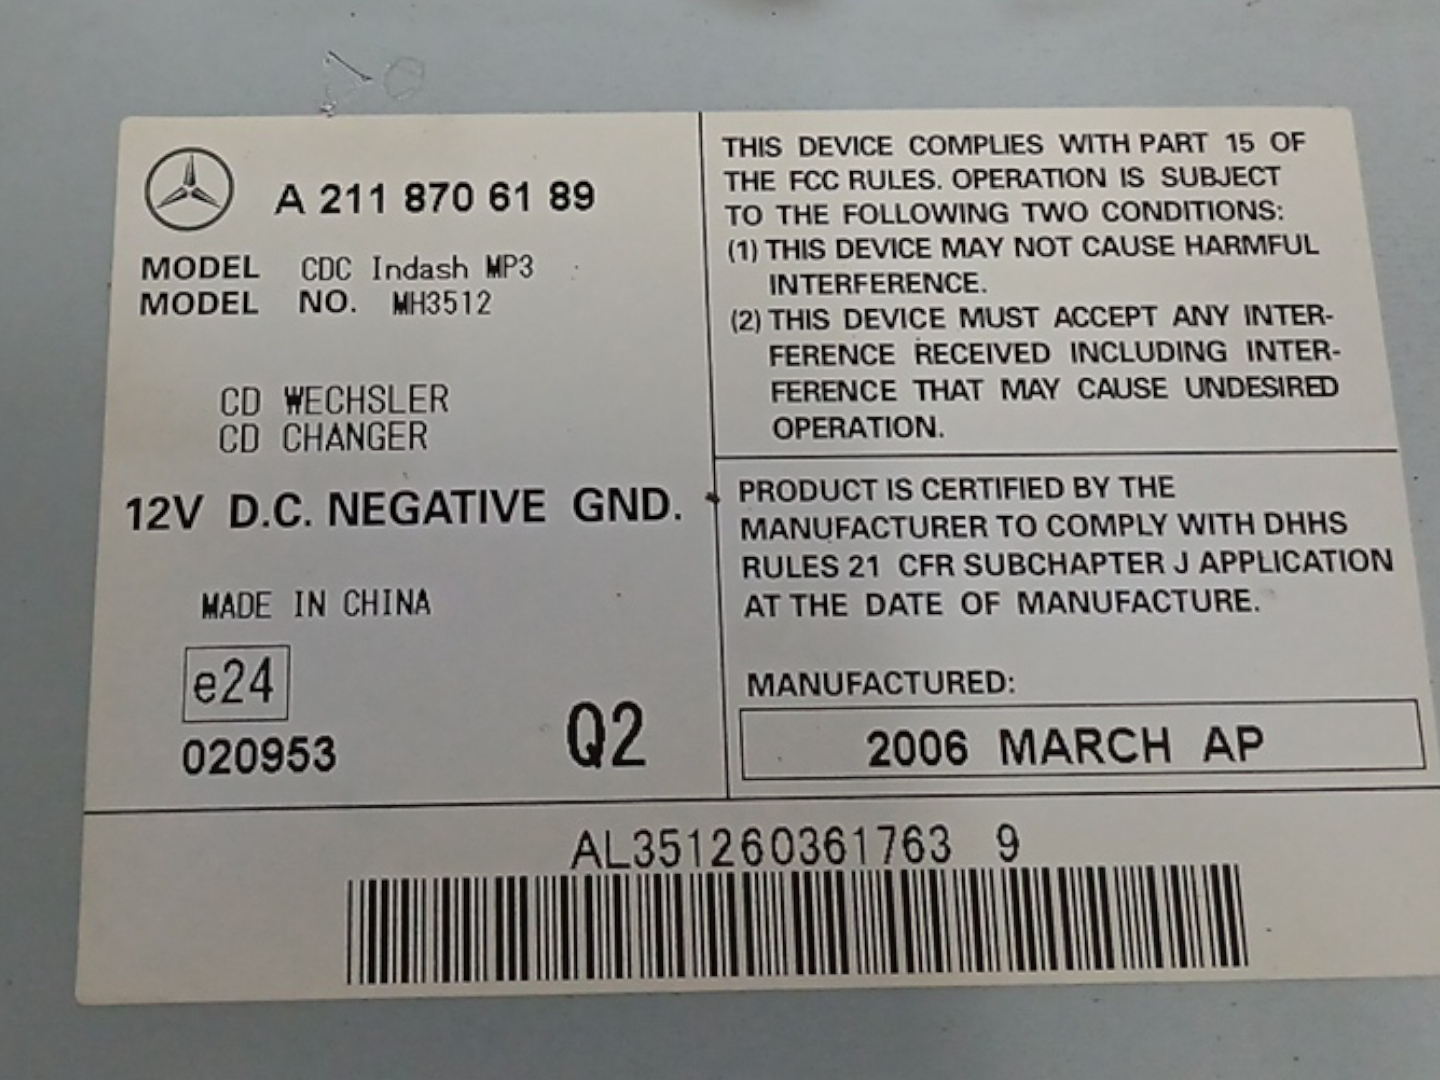 A 211 870 61 89
MODEL CDC Indash MP3
MODEL NO. MH3512
CD WECHSLER
CD CHANGER
12V D.C. NEGATIVE GND.
MADE IN CHINA
e24
020953
Q2
THIS DEVICE COMPLIES WITH PART 15 OF
THE FCC RULES. OPERATION IS SUBJECT
TO THE FOLLOWING TWO CONDITIONS:
(1) THIS DEVICE MAY NOT CAUSE HARMFUL
INTERFERENCE.
(2) THIS DEVICE MUST ACCEPT ANY INTER-
FERENCE RECEIVED INCLUDING INTER-
FERENCE THAT MAY CAUSE UNDESIRED
OPERATION.
PRODUCT IS CERTIFIED BY THE
MANUFACTURER TO COMPLY WITH DHHS
RULES 21 CFR SUBCHAPTER J APPLICATION
AT THE DATE OF MANUFACTURE.
MANUFACTURED:
2006 MARCH AP
AL351260361763 9